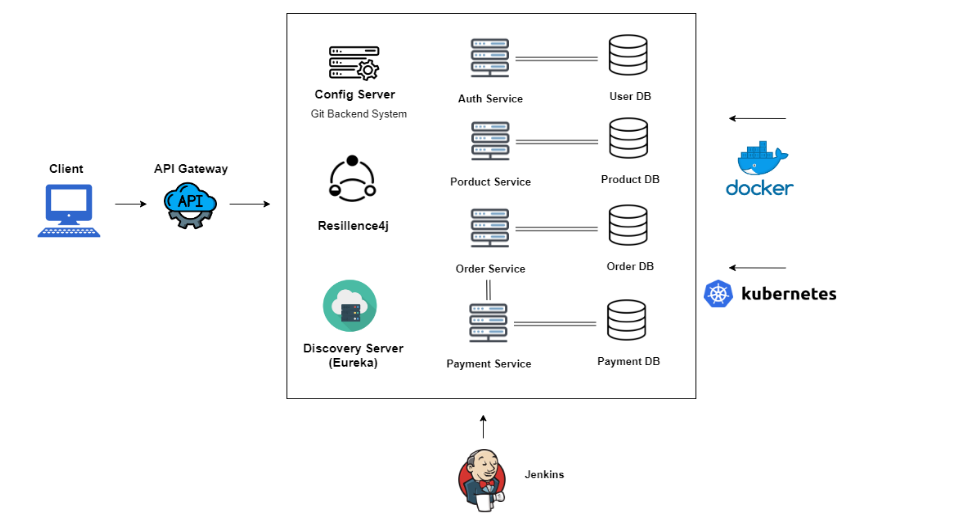 Client
API Gateway
API
Config Server
Git Backend System
Resillence4j
Discovery Server
(Eureka)
Auth Service
User DB
Porduct Service
Product DB
Order Service
Order DB
Payment Service
Payment DB
docker
kubernetes
Jenkins